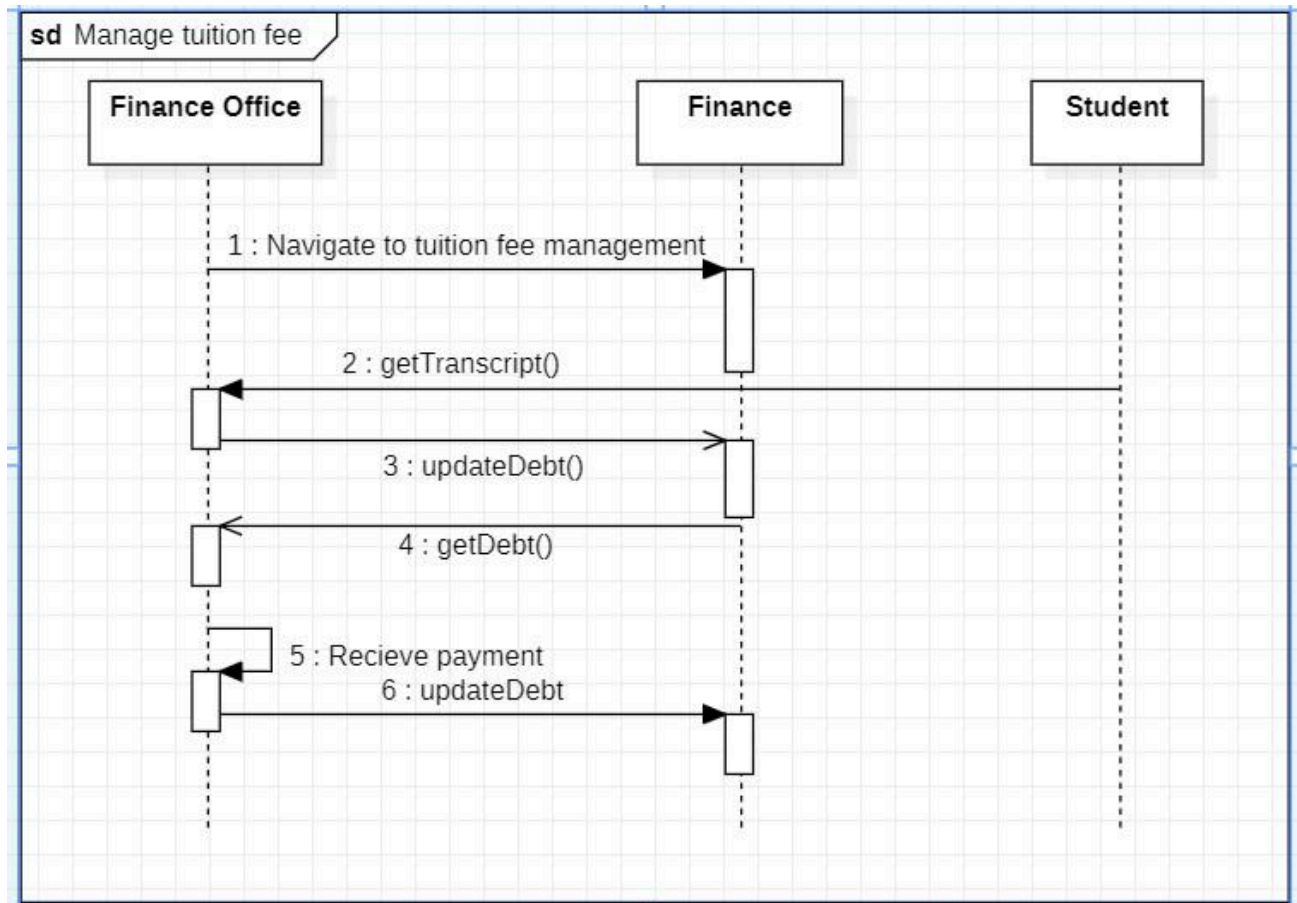 sd Manage tuition fee
Finance Office
Finance
Student
1 : Navigate to tuition fee management
2 : getTranscript()
3 : updateDebt()
4 : getDebt()
5 : Recieve payment
6 : updateDebt